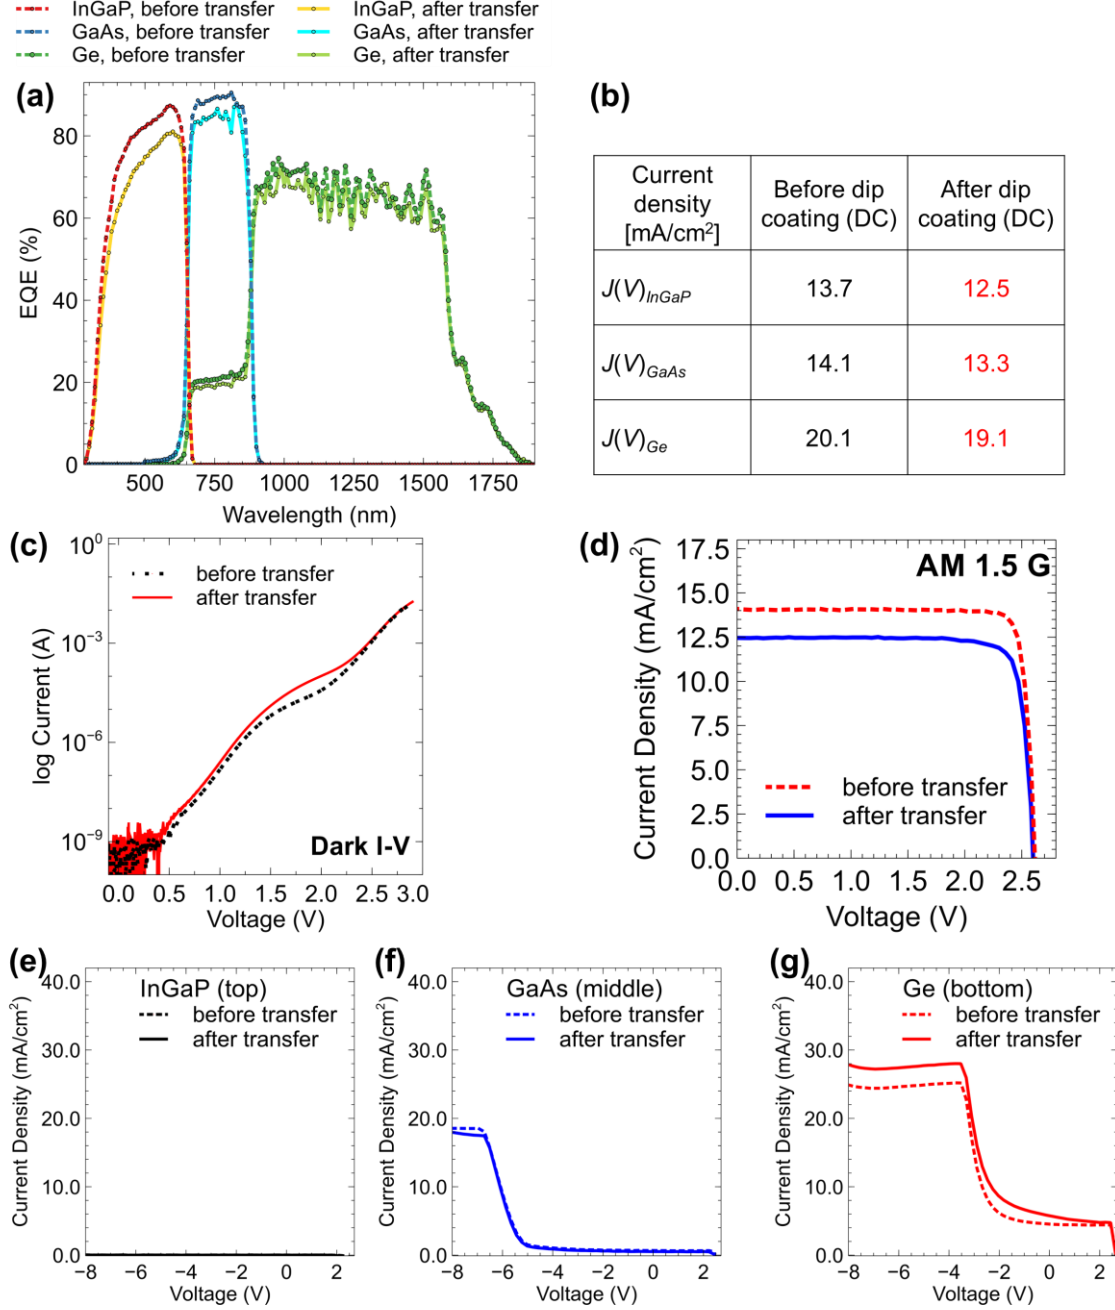 InGaP, before transfer InGaP, after transfer
GaAs, before transfer GaAs, after transfer
Ge, before transfer Ge, after transfer
(a)
80
60
40
20
0
EQE (%)
500 750 1000 1250 1500 1750
Wavelength (nm)
(b)
Current density [mA/cm²] Before dip coating (DC) After dip coating (DC)
J(V)InGaP 13.7 12.5
J(V)GaAs 14.1 13.3
J(V)Ge 20.1 19.1
(c)
10⁰
10⁻³
10⁻⁶
10⁻⁹
log Current (A)
before transfer
after transfer
Dark I-V
0.0 0.5 1.0 1.5 2.0 2.5 3.0
Voltage (V)
(d)
17.5
15.0
12.5
10.0
7.5
5.0
2.5
0.0
Current Density (mA/cm²)
AM 1.5 G
before transfer
after transfer
0.0 0.5 1.0 1.5 2.0 2.5
Voltage (V)
(e)
40.0
30.0
20.0
10.0
0.0
Current Density (mA/cm²)
InGaP (top)
before transfer
after transfer
−8 −6 −4 −2 0 2
Voltage (V)
(f)
40.0
30.0
20.0
10.0
0.0
Current Density (mA/cm²)
GaAs (middle)
before transfer
after transfer
−8 −6 −4 −2 0 2
Voltage (V)
(g)
40.0
30.0
20.0
10.0
0.0
Current Density (mA/cm²)
Ge (bottom)
before transfer
after transfer
−8 −6 −4 −2 0 2
Voltage (V)